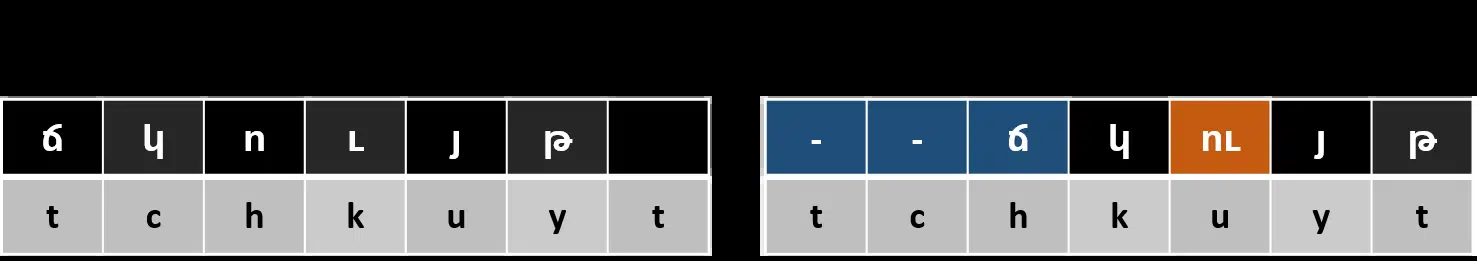 ճ կ ո ւ յ թ
t c h k u y t
- - ճ կ ու յ թ
t c h k u y t